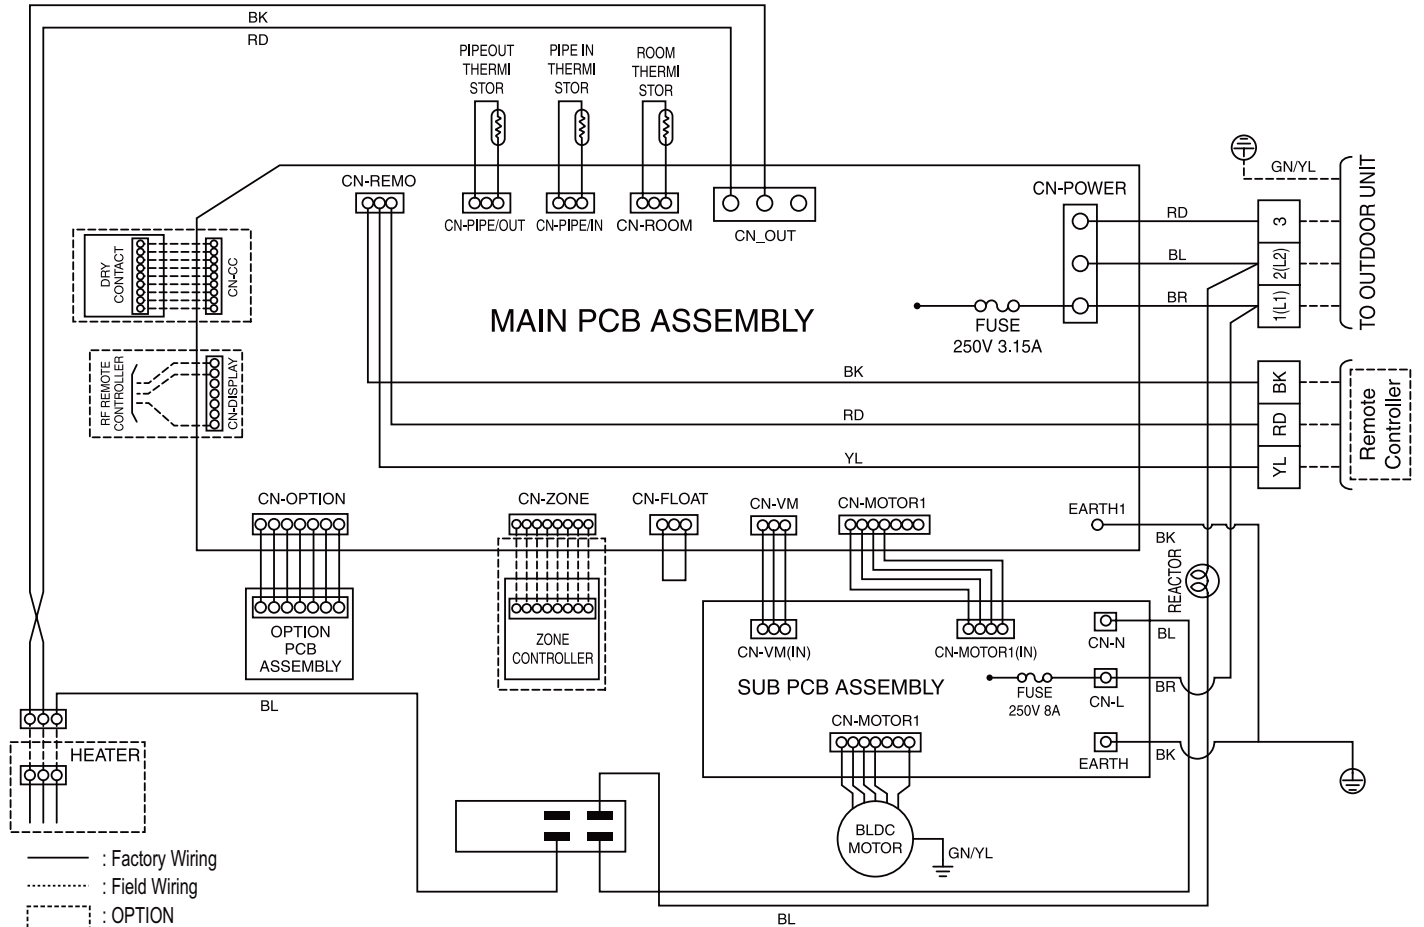 BK
RD
PIPEOUT
THERMI
STOR
PIPE IN
THERMI
STOR
ROOM
THERMI
STOR
CN-REMO
CN-PIPE/OUT
CN-PIPE/IN
CN-ROOM
CN_OUT
CN-POWER
GN/YL
RD
BL
BR
3
2(L2)
1(L1)
TO OUTDOOR UNIT
DRY
CONTACT
CN-CC
MAIN PCB ASSEMBLY
FUSE
250V 3.15A
RF REMOTE
CONTROLLER
CN-DISPLAY
BK
RD
YL
BK
RD
YL
Remote
Controller
CN-OPTION
CN-ZONE
CN-FLOAT
CN-VM
CN-MOTOR1
EARTH1
BK
REACTOR
OPTION
PCB
ASSEMBLY
ZONE
CONTROLLER
CN-VM(IN)
CN-MOTOR1(IN)
CN-N
BL
SUB PCB ASSEMBLY
FUSE
250V 8A
CN-L
BR
CN-MOTOR1
EARTH
BK
BL
HEATER
BLDC
MOTOR
GN/YL
BL
: Factory Wiring
: Field Wiring
: OPTION